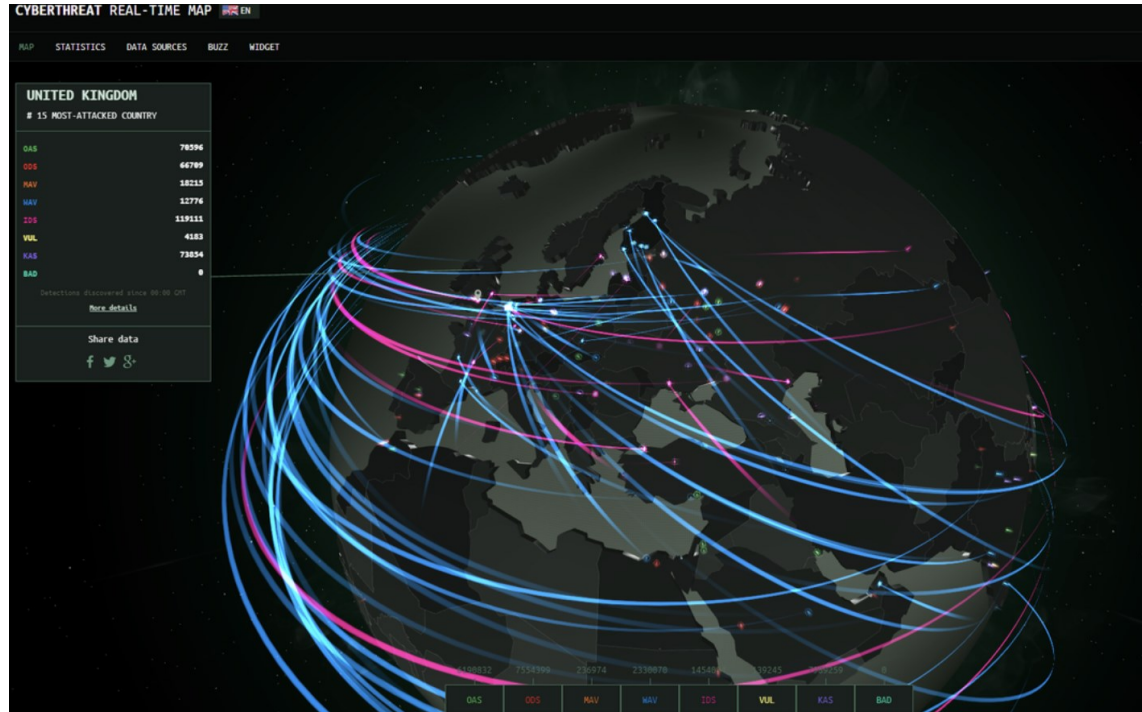 CYBERTHREAT REAL-TIME MAP EN
MAP STATISTICS DATA SOURCES BUZZ WIDGET
UNITED KINGDOM
# 15 MOST-ATTACKED COUNTRY
OAS 70596
ODS 66709
MAV 18215
WAV 12776
IDS 119111
VUL 4183
KAS 73854
BAD 0
Detections discovered since 00:00 GMT
More details
Share data
OAS ODS MAV WAV IDS VUL KAS BAD